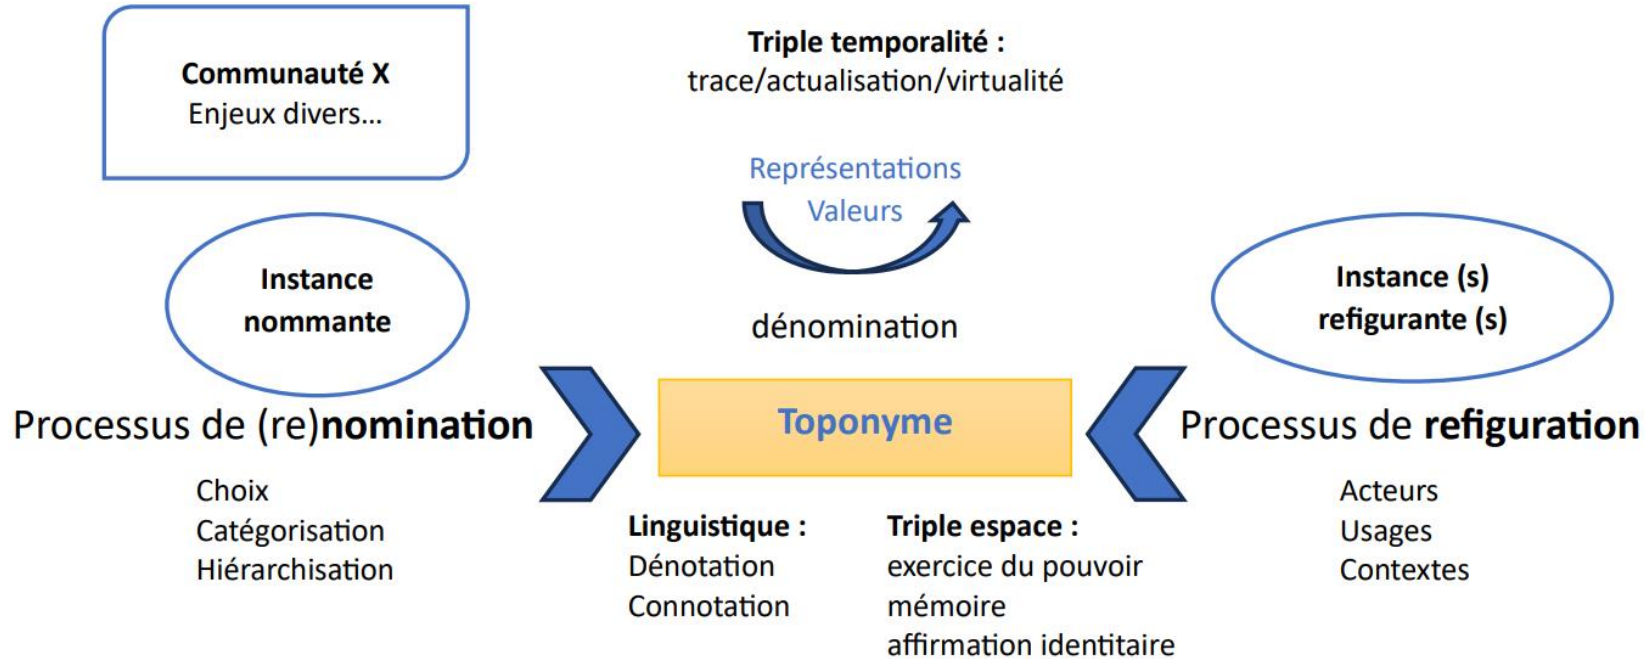 Communauté X
Enjeux divers...
Triple temporalité :
trace/actualisation/virtualité
Représentations
Valeurs
Instance
nommante
dénomination
Instance (s)
refigurante (s)
Processus de (re)nomination
Toponyme
Processus de refiguration
Choix
Catégorisation
Hiérarchisation
Linguistique :
Dénotation
Connotation
Triple espace :
exercice du pouvoir
mémoire
affirmation identitaire
Acteurs
Usages
Contextes